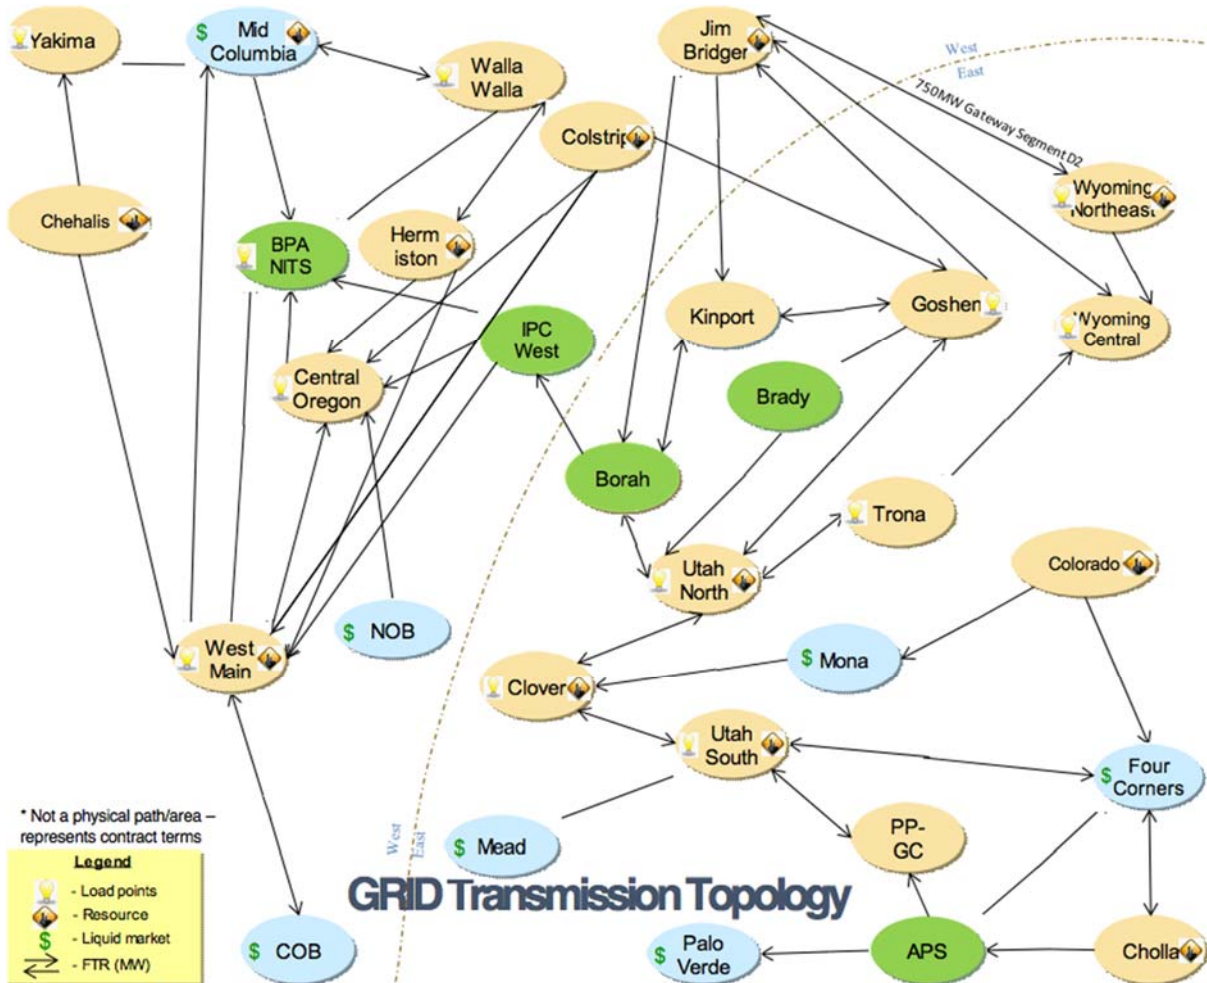 Yakima
$ Mid
Columbia
Walla
Walla
Jim
Bridger
West
East
750MW Gateway Segment D2
Colstrip
Wyoming
Northeast
Chehalis
BPA
NITS
Herm
iston
Kinport
Goshen
Wyoming
Central
IPC
West
Central
Oregon
Brady
Borah
Trona
Utah
North
Colorado
$ NOB
West
Main
$ Mona
Clover
Utah
South
$ Four
Corners
* Not a physical path/area –
represents contract terms
Legend
- Load points
- Resource
$ - Liquid market
- FTR (MW)
West
East
$ Mead
PP-
GC
GRID Transmission Topology
$ COB
$ Palo
Verde
APS
Cholla